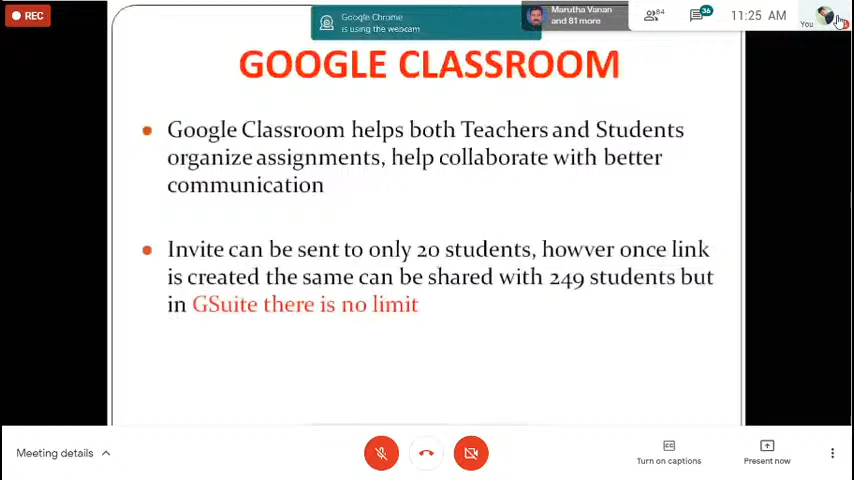 REC
Google Chrome
is using the webcam
Marutha Vanan
and 81 more
84
36
11:25 AM
You
GOOGLE CLASSROOM
Google Classroom helps both Teachers and Students
organize assignments, help collaborate with better
communication
Invite can be sent to only 20 students, howver once link
is created the same can be shared with 249 students but
in GSuite there is no limit
Meeting details
Turn on captions
Present now